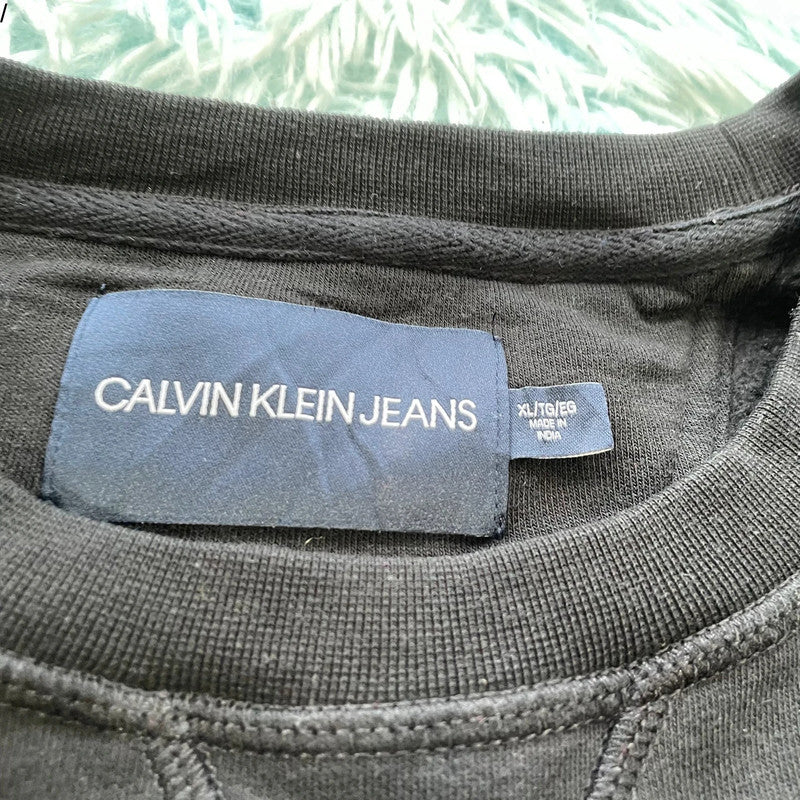 CALVIN KLEIN JEANS
XL/TG/EG
MADE IN
INDIA